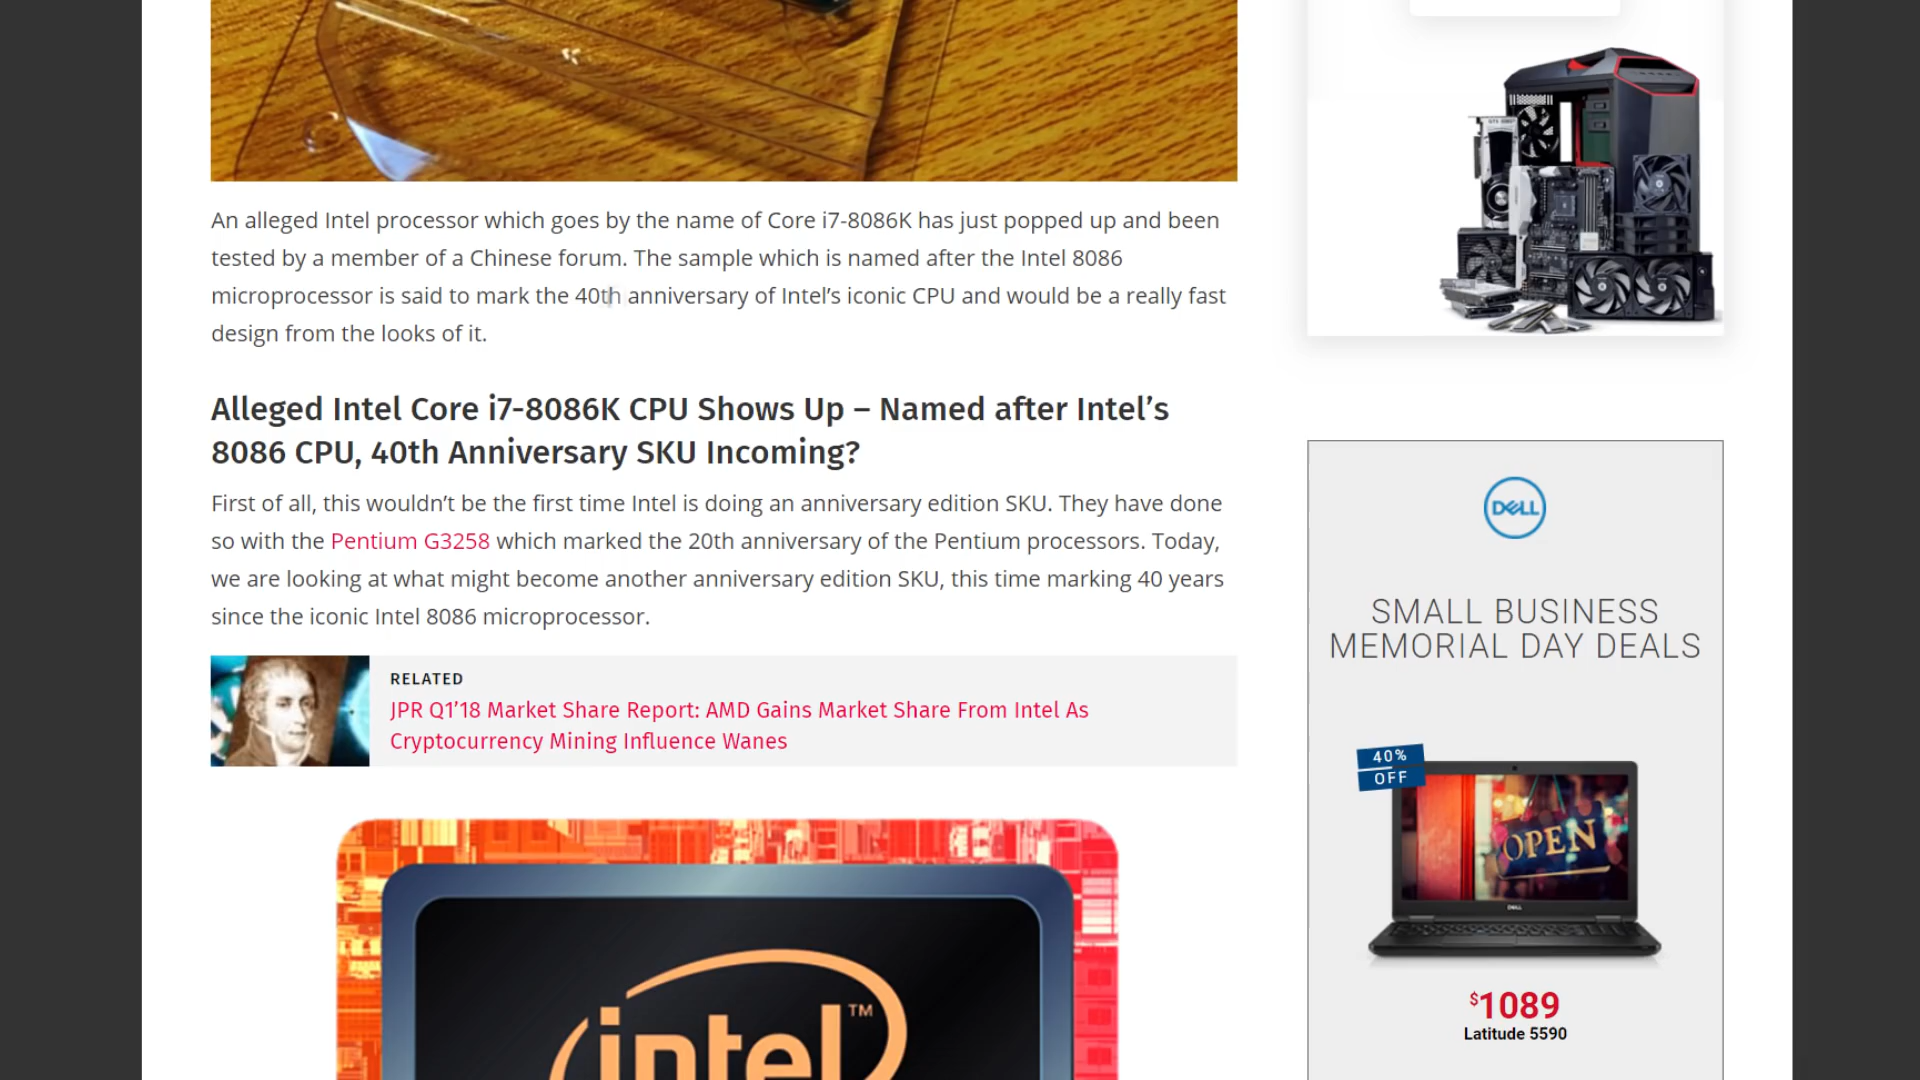 An alleged Intel processor which goes by the name of Core i7-8086K has just popped up and been
tested by a member of a Chinese forum. The sample which is named after the Intel 8086
microprocessor is said to mark the 40th anniversary of Intel’s iconic CPU and would be a really fast
design from the looks of it.
Alleged Intel Core i7-8086K CPU Shows Up – Named after Intel’s
8086 CPU, 40th Anniversary SKU Incoming?
First of all, this wouldn’t be the first time Intel is doing an anniversary edition SKU. They have done
so with the Pentium G3258 which marked the 20th anniversary of the Pentium processors. Today,
we are looking at what might become another anniversary edition SKU, this time marking 40 years
since the iconic Intel 8086 microprocessor.
RELATED
JPR Q1’18 Market Share Report: AMD Gains Market Share From Intel As
Cryptocurrency Mining Influence Wanes
intel™
DELL
SMALL BUSINESS
MEMORIAL DAY DEALS
40%
OFF
OPEN
DELL
$1089
Latitude 5590